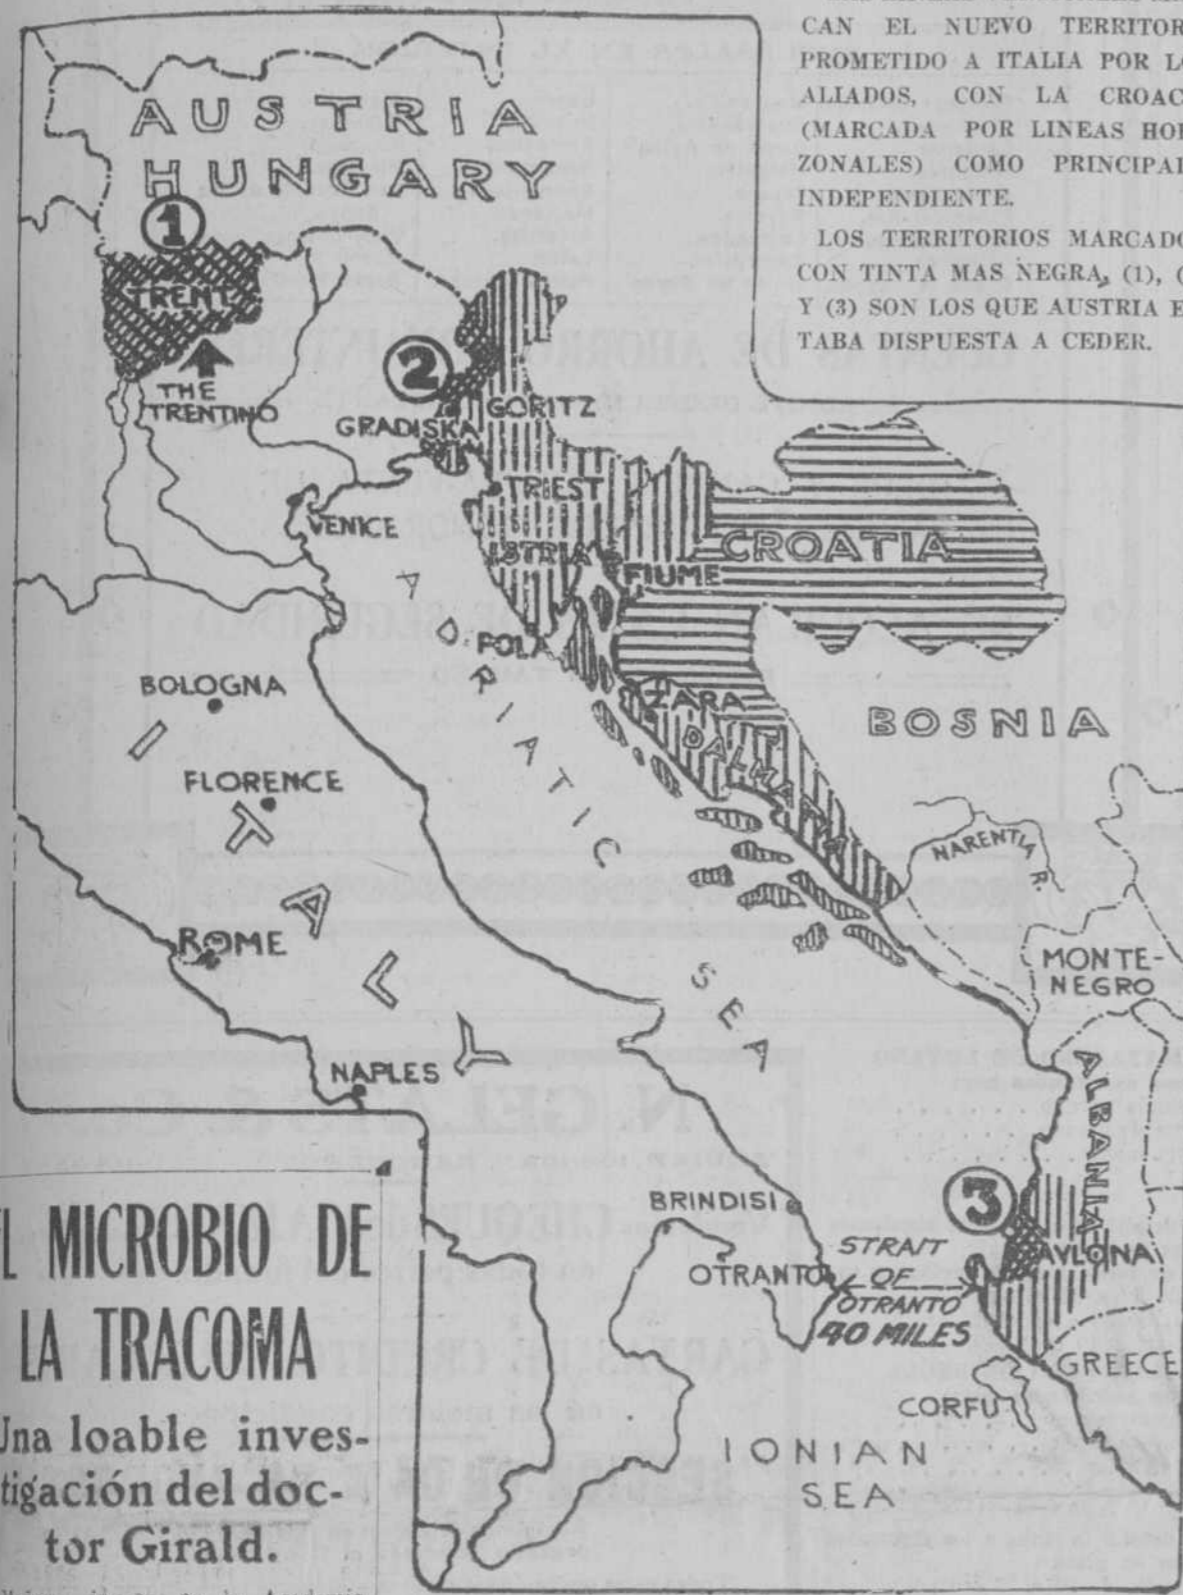 CAN EL NUEVO TERRITOR
PROMETIDO A ITALIA POR LO
ALIADOS, CON LA CROAC
(MARCADA POR LINEAS HOR
ZONALES) COMO PRINCIPAL
INDEPENDIENTE.
LOS TERRITORIOS MARCADO
CON TINTA MAS NEGRA, (1), (
Y (3) SON LOS QUE AUSTRIA E
TABA DISPUESTA A CEDER.
AUSTRIA
HUNGARY
1
TRENT
THE
TRENTINO
2
GORITZ
GRADISKA
TRIEST
VENICE
ISTRIA
FIUME
CROATIA
POLA
ADRIATIC SEA
ZARA
DALMATIA
BOSNIA
BOLOGNA
FLORENCE
ITALY
ROME
NARENTIA R.
MONTE-
NEGRO
NAPLES
ALBANIA
3
BRINDISI
STRAIT
OF
OTRANTO
40 MILES
OTRANTO
AVLONA
GREECE
CORFU
IONIAN
SEA
L MICROBIO DE
LA TRACOMA
Una loable inves-
tigación del doc-
tor Girald.